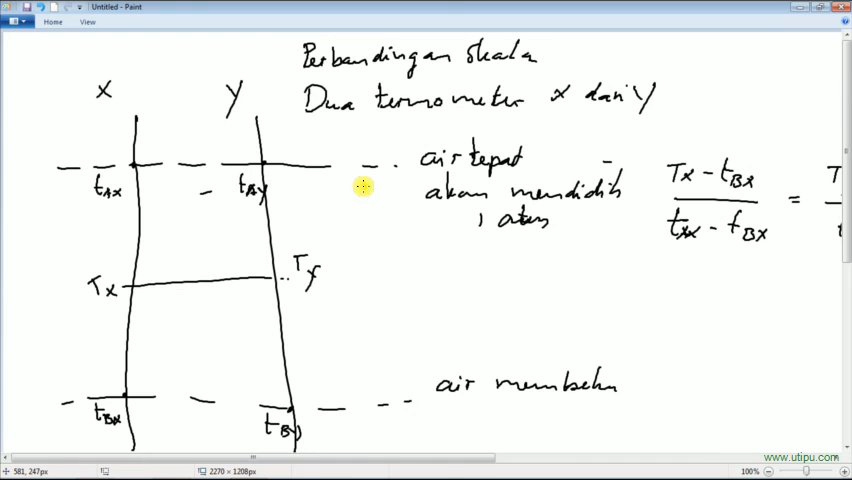 Untitled - Paint
Home View
Perbandingan Skala
X Y Dua termometer X dan Y
air tepat
akan mendidih
1 atm
tAx tAy
Tx - tBx
tAx - tBx
=
T
t
Tx Ty
air membeku
tBx tBy
www.utipu.com
581, 247px 2270 × 1208px 100%